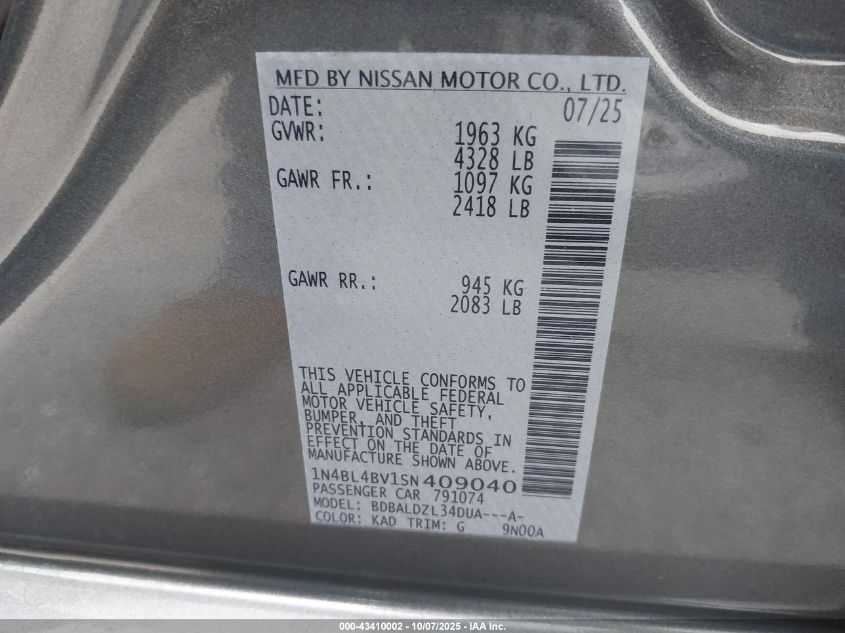 MFD BY NISSAN MOTOR CO., LTD.
DATE: 07/25
GVWR: 1963 KG
4328 LB
GAWR FR.: 1097 KG
2418 LB
GAWR RR.: 945 KG
2083 LB
THIS VEHICLE CONFORMS TO
ALL APPLICABLE FEDERAL
MOTOR VEHICLE SAFETY,
BUMPER, AND THEFT
PREVENTION STANDARDS IN
EFFECT ON THE DATE OF
MANUFACTURE SHOWN ABOVE.
1N4BL4BV1SN409040
PASSENGER CAR 791074
MODEL: BDBALDZL34DUA---A-
COLOR: KAD TRIM: G 9N00A
000-43410002 - 10/07/2025 - IAA Inc.